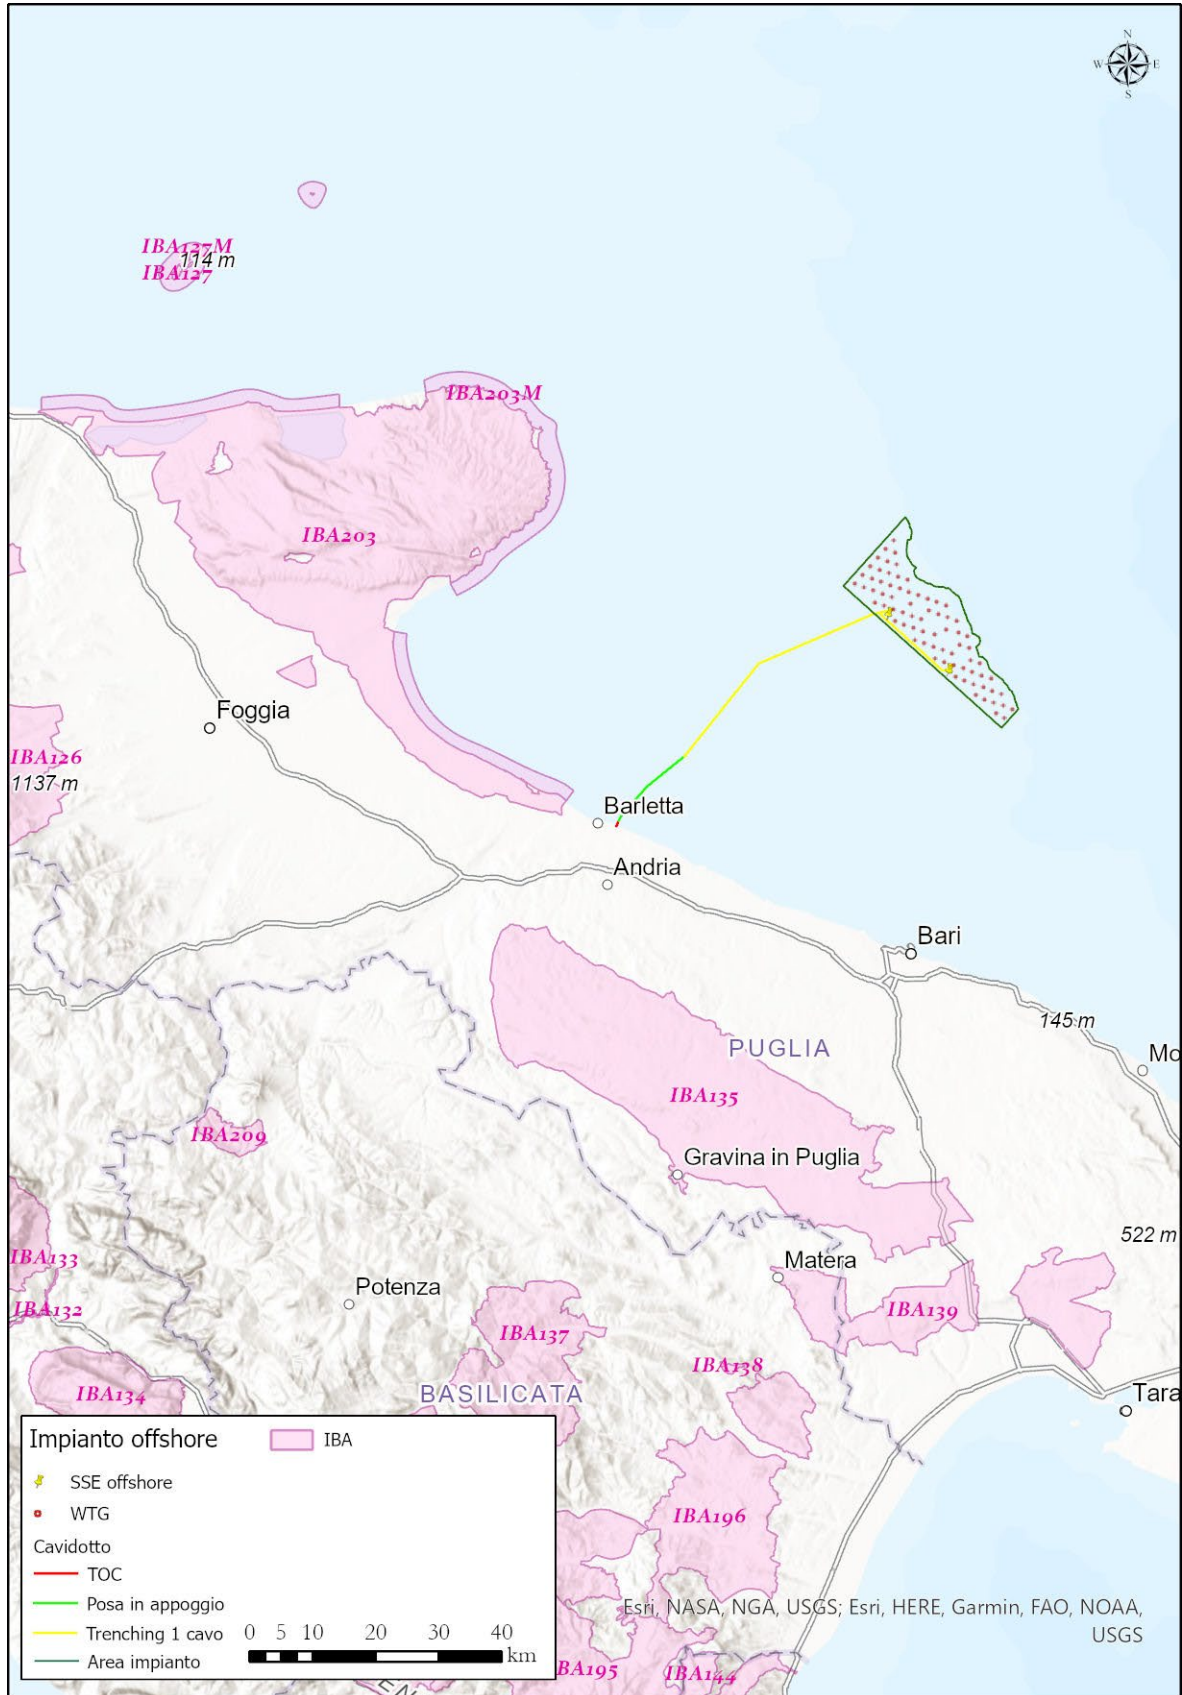 N
W E
S
IBA127M
114 m
IBA127
IBA203M
IBA203
Foggia
IBA126
1137 m
Barletta
Andria
Bari
145 m
PUGLIA
Mo
IBA135
IBA209
Gravina in Puglia
522 m
IBA133
Matera
Potenza
IBA132
IBA139
IBA137
IBA138
IBA134
BASILICATA
Tara
Impianto offshore
IBA
SSE offshore
WTG
Cavidotto
TOC
Posa in appoggio
Trenching 1 cavo
Area impianto
0 5 10 20 30 40
km
IBA196
Esri, NASA, NGA, USGS; Esri, HERE, Garmin, FAO, NOAA,
USGS
BA195
IBA144
EN